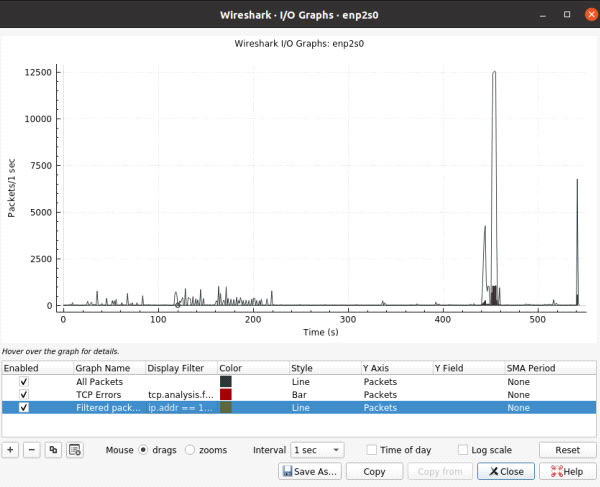 Wireshark · I/O Graphs · enp2s0
Wireshark I/O Graphs: enp2s0
12500
10000
7500
5000
2500
0
Packets/1 sec
0 100 200 300 400 500
Time (s)
Hover over the graph for details.
Enabled Graph Name Display Filter Color Style Y Axis Y Field SMA Period
All Packets Line Packets None
TCP Errors tcp.analysis.f... Bar Packets None
Filtered pack... ip.addr == 1... Line Packets None
+ − Mouse drags zooms Interval 1 sec Time of day Log scale Reset
Save As... Copy Copy from Close Help